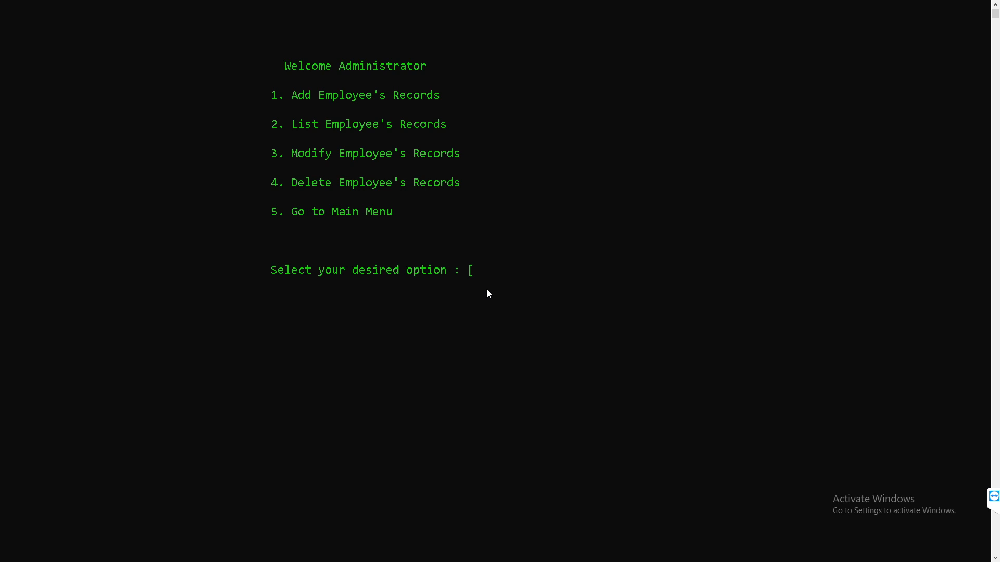 Welcome Administrator
1. Add Employee's Records
2. List Employee's Records
3. Modify Employee's Records
4. Delete Employee's Records
5. Go to Main Menu
Select your desired option : [
Activate Windows
Go to Settings to activate Windows.